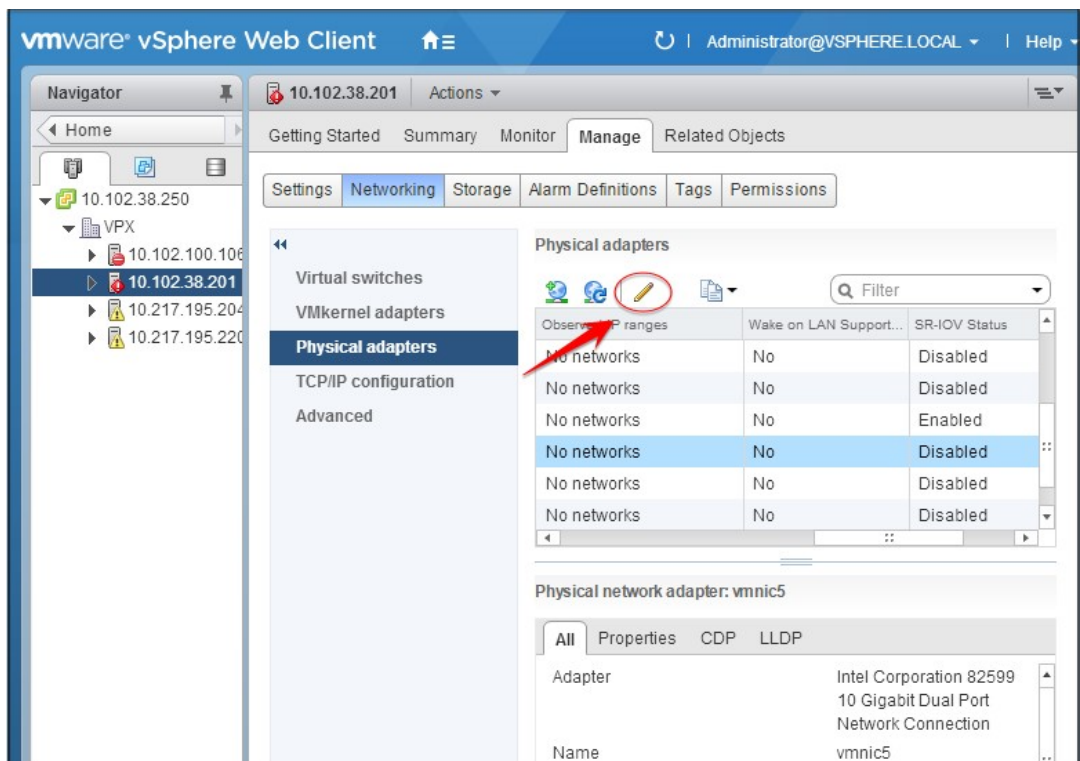 vmware® vSphere Web Client
Administrator@VSPHERE.LOCAL
Help
Navigator
10.102.38.201
Actions
Home
Getting Started
Summary
Monitor
Manage
Related Objects
Settings
Networking
Storage
Alarm Definitions
Tags
Permissions
10.102.38.250
VPX
10.102.100.106
10.102.38.201
10.217.195.204
10.217.195.220
Virtual switches
VMkernel adapters
Physical adapters
TCP/IP configuration
Advanced
Physical adapters
Filter
Wake on LAN Support... SR-IOV Status
ranges
No networks No Disabled
No networks No Disabled
No networks No Enabled
No networks No Disabled
No networks No Disabled
No networks No Disabled
Physical network adapter: vmnic5
All Properties CDP LLDP
Adapter Intel Corporation 82599
10 Gigabit Dual Port
Network Connection
Name vmnic5